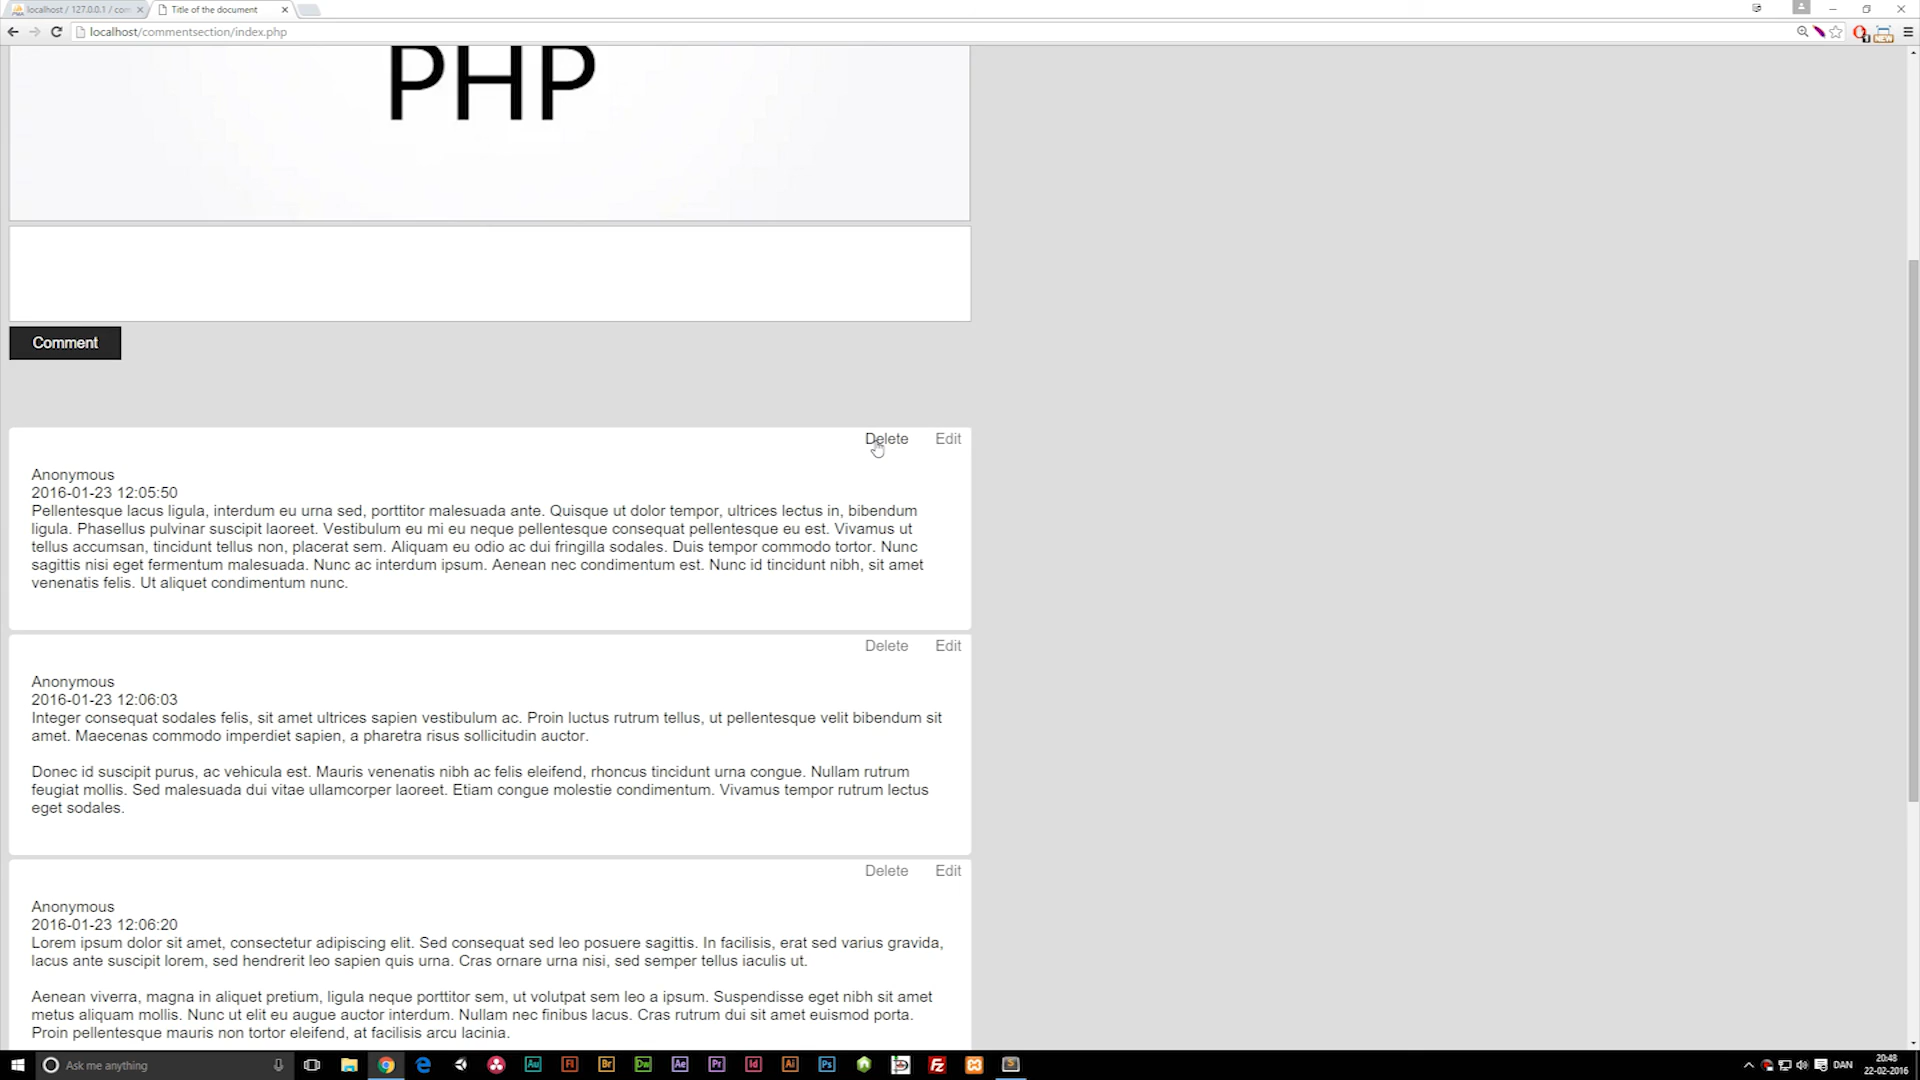 localhost / 127.0.0.1 / com
Title of the document
localhost/commentsection/index.php
NEW
PHP
Comment
Delete Edit
Anonymous
2016-01-23 12:05:50
Pellentesque lacus ligula, interdum eu urna sed, porttitor malesuada ante. Quisque ut dolor tempor, ultrices lectus in, bibendum
ligula. Phasellus pulvinar suscipit laoreet. Vestibulum eu mi eu neque pellentesque consequat pellentesque eu est. Vivamus ut
tellus accumsan, tincidunt tellus non, placerat sem. Aliquam eu odio ac dui fringilla sodales. Duis tempor commodo tortor. Nunc
sagittis nisi eget fermentum malesuada. Nunc ac interdum ipsum. Aenean nec condimentum est. Nunc id tincidunt nibh, sit amet
venenatis felis. Ut aliquet condimentum nunc.
Delete Edit
Anonymous
2016-01-23 12:06:03
Integer consequat sodales felis, sit amet ultrices sapien vestibulum ac. Proin luctus rutrum tellus, ut pellentesque velit bibendum sit
amet. Maecenas commodo imperdiet sapien, a pharetra risus sollicitudin auctor.
Donec id suscipit purus, ac vehicula est. Mauris venenatis nibh ac felis eleifend, rhoncus tincidunt urna congue. Nullam rutrum
feugiat mollis. Sed malesuada dui vitae ullamcorper laoreet. Etiam congue molestie condimentum. Vivamus tempor rutrum lectus
eget sodales.
Delete Edit
Anonymous
2016-01-23 12:06:20
Lorem ipsum dolor sit amet, consectetur adipiscing elit. Sed consequat sed leo posuere sagittis. In facilisis, erat sed varius gravida,
lacus ante suscipit lorem, sed hendrerit leo sapien quis urna. Cras ornare urna nisi, sed semper tellus iaculis ut.
Aenean viverra, magna in aliquet pretium, ligula neque porttitor sem, ut volutpat sem leo a ipsum. Suspendisse eget nibh sit amet
metus aliquam mollis. Nunc ut elit eu augue auctor interdum. Nullam nec finibus lacus. Cras rutrum dui sit amet euismod porta.
Proin pellentesque mauris non tortor eleifend, at facilisis arcu lacinia.
Ask me anything
Au Fl Br Dw Ae Pr Id Ai Ps Fz
DAN
20:48
22-02-2016